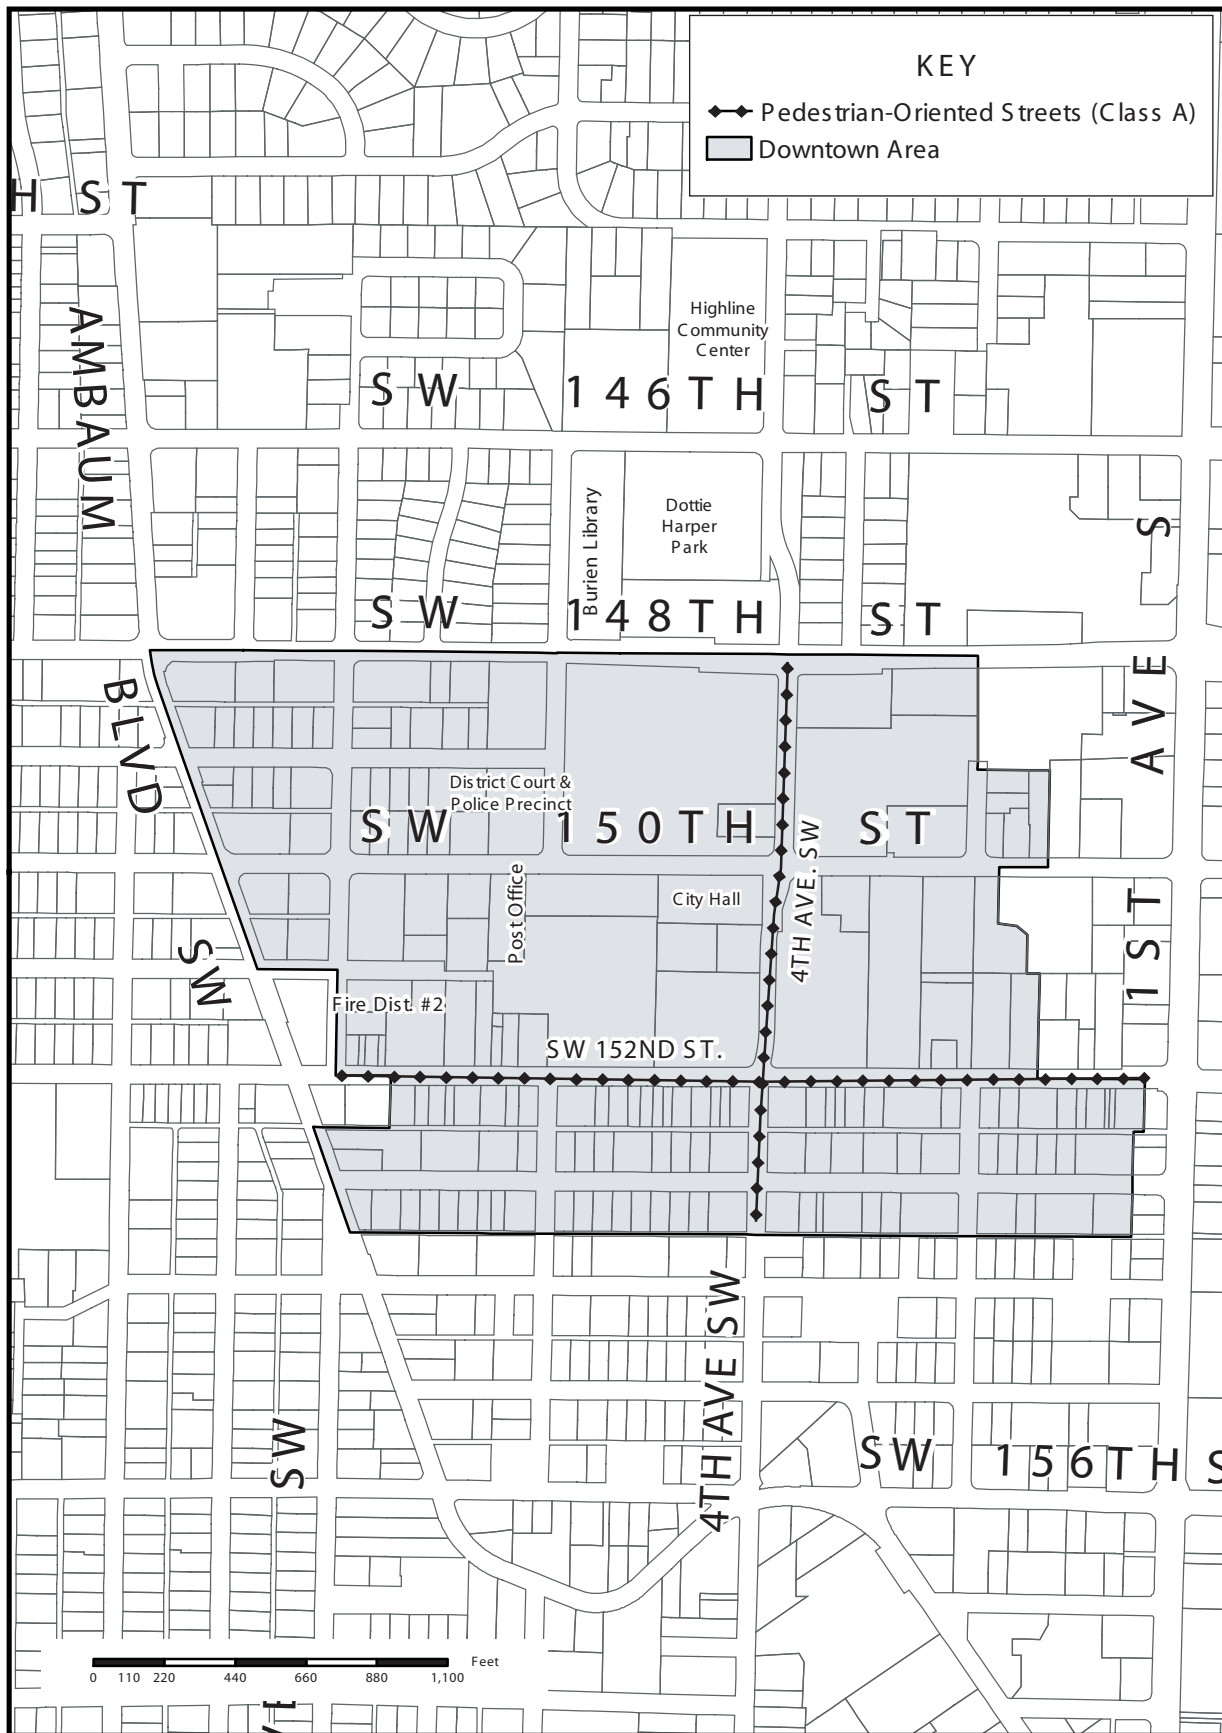 KEY
Pedestrian-Oriented Streets (Class A)
Downtown Area
H ST
AMBAUM
Highline
Community
Center
SW 146TH ST
Burien Library
Dottie
Harper
Park
S
SW 148TH ST
BLVD
AVE
District Court &
Police Precinct
SW 150TH ST
4TH AVE. SW
Post Office
City Hall
1ST
SW
Fire Dist. #2
SW 152ND ST.
4TH AVE SW
SW
SW 156TH S
0 110 220 440 660 880 1,100
Feet